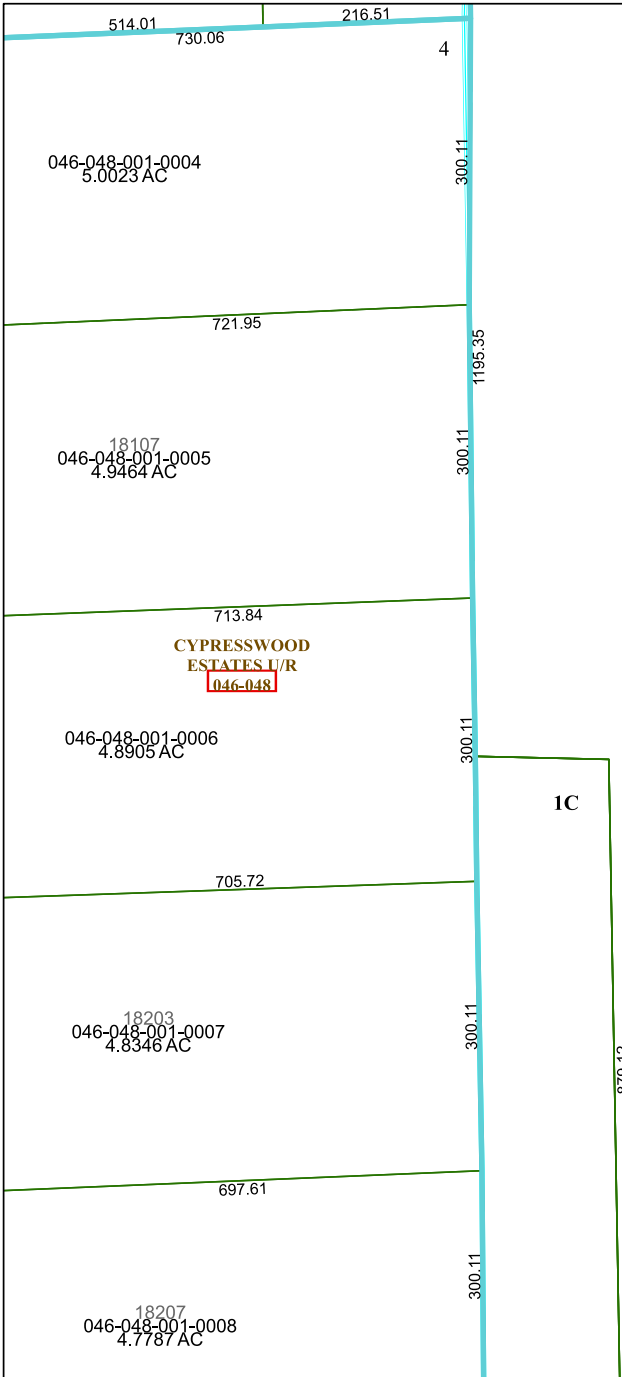 514.01
216.51
730.06
4
300.11
046-048-001-0004
5.0023 AC
721.95
1195.35
18107
046-048-001-0005
4.9464 AC
300.11
713.84
CYPRESSWOOD
ESTATES U/R
046-048
046-048-001-0006
4.8905 AC
300.11
1C
705.72
18203
046-048-001-0007
4.8346 AC
300.11
697.61
300.11
18207
046-048-001-0008
4.7787 AC